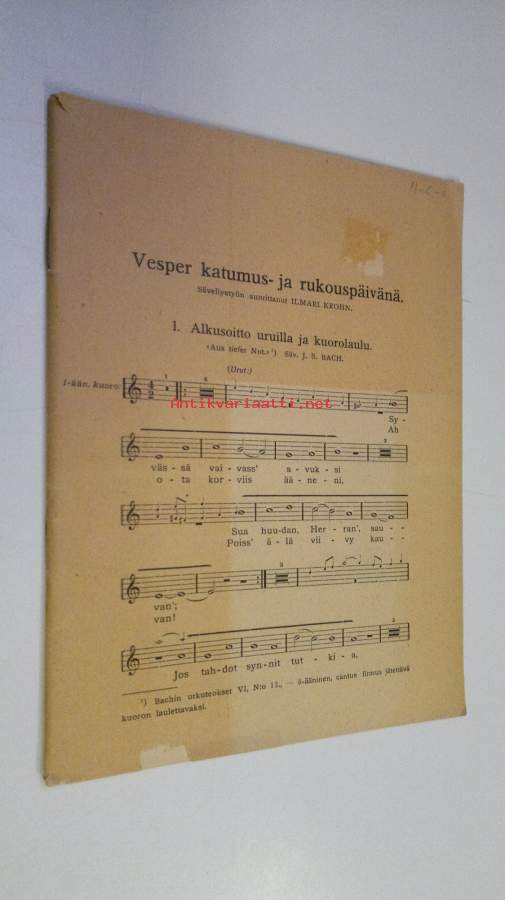 Vesper katumus- ja rukouspäivänä.
Sävellystyön suorittanut ILMARI KROHN.
1. Alkusoitto uruilla ja kuorolaulu.
»Aus tiefer Not.» ¹) Säv. J. S. BACH.
(Urut:)
1-ään. kuoro:
Antikvariaatti.net
Sy-
Ah
väs - sä vai - vass' a - vuk - si
o - ta kor - viis ää - ne - ni,
Sua huu-dan, Her - ran', sau - -
Poiss' ä - lä vii - vy kau - -
van';
van!
Jos tah - dot syn - nit tut - ki - a,
¹) Bachin urkuteokset VI, N:o 13, — 5-ääninen, cantus firmus jätettävä
kuoron laulettavaksi.